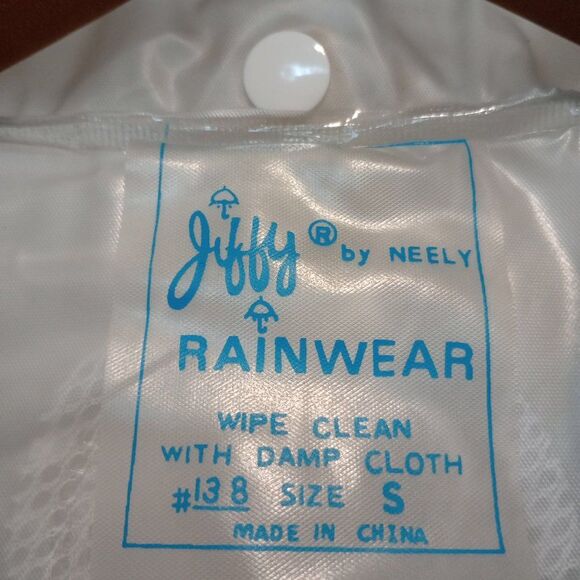 Jiffy® by NEELY
RAINWEAR
WIPE CLEAN
WITH DAMP CLOTH
#138 SIZE S
MADE IN CHINA